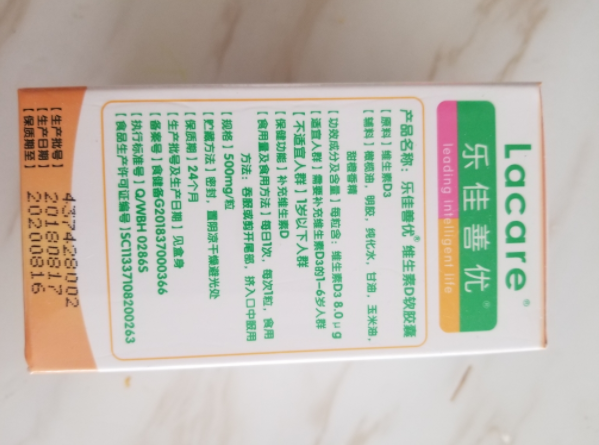 Lacare®
乐佳善优®
leading intelligent life
产品名称：乐佳善优®维生素D软胶囊
【原料】维生素D3
【辅料】橄榄油，明胶，纯化水，甘油，玉米油，
甜橙香精
【功效成分及含量】每粒含：维生素D3 8.0μg
【适宜人群】需要补充维生素D3的1-6岁人群
【不适宜人群】1岁以下人群
【保健功能】补充维生素D
【食用量及食用方法】每日1次，每次1粒，食用
方法：吞服或剪开尾部，挤入口中服用
【规格】500mg/粒
【贮藏方法】密封，置阴凉干燥避光处
【保质期】24个月
【生产批号及生产日期】见盒身
【备案号】食健备G201837000366
【执行标准号】Q/WBH 0286S
【食品生产许可证编号】SC11337108200263
【生产批号】 437428002
【生产日期】 20180817
【保质期至】 20200816